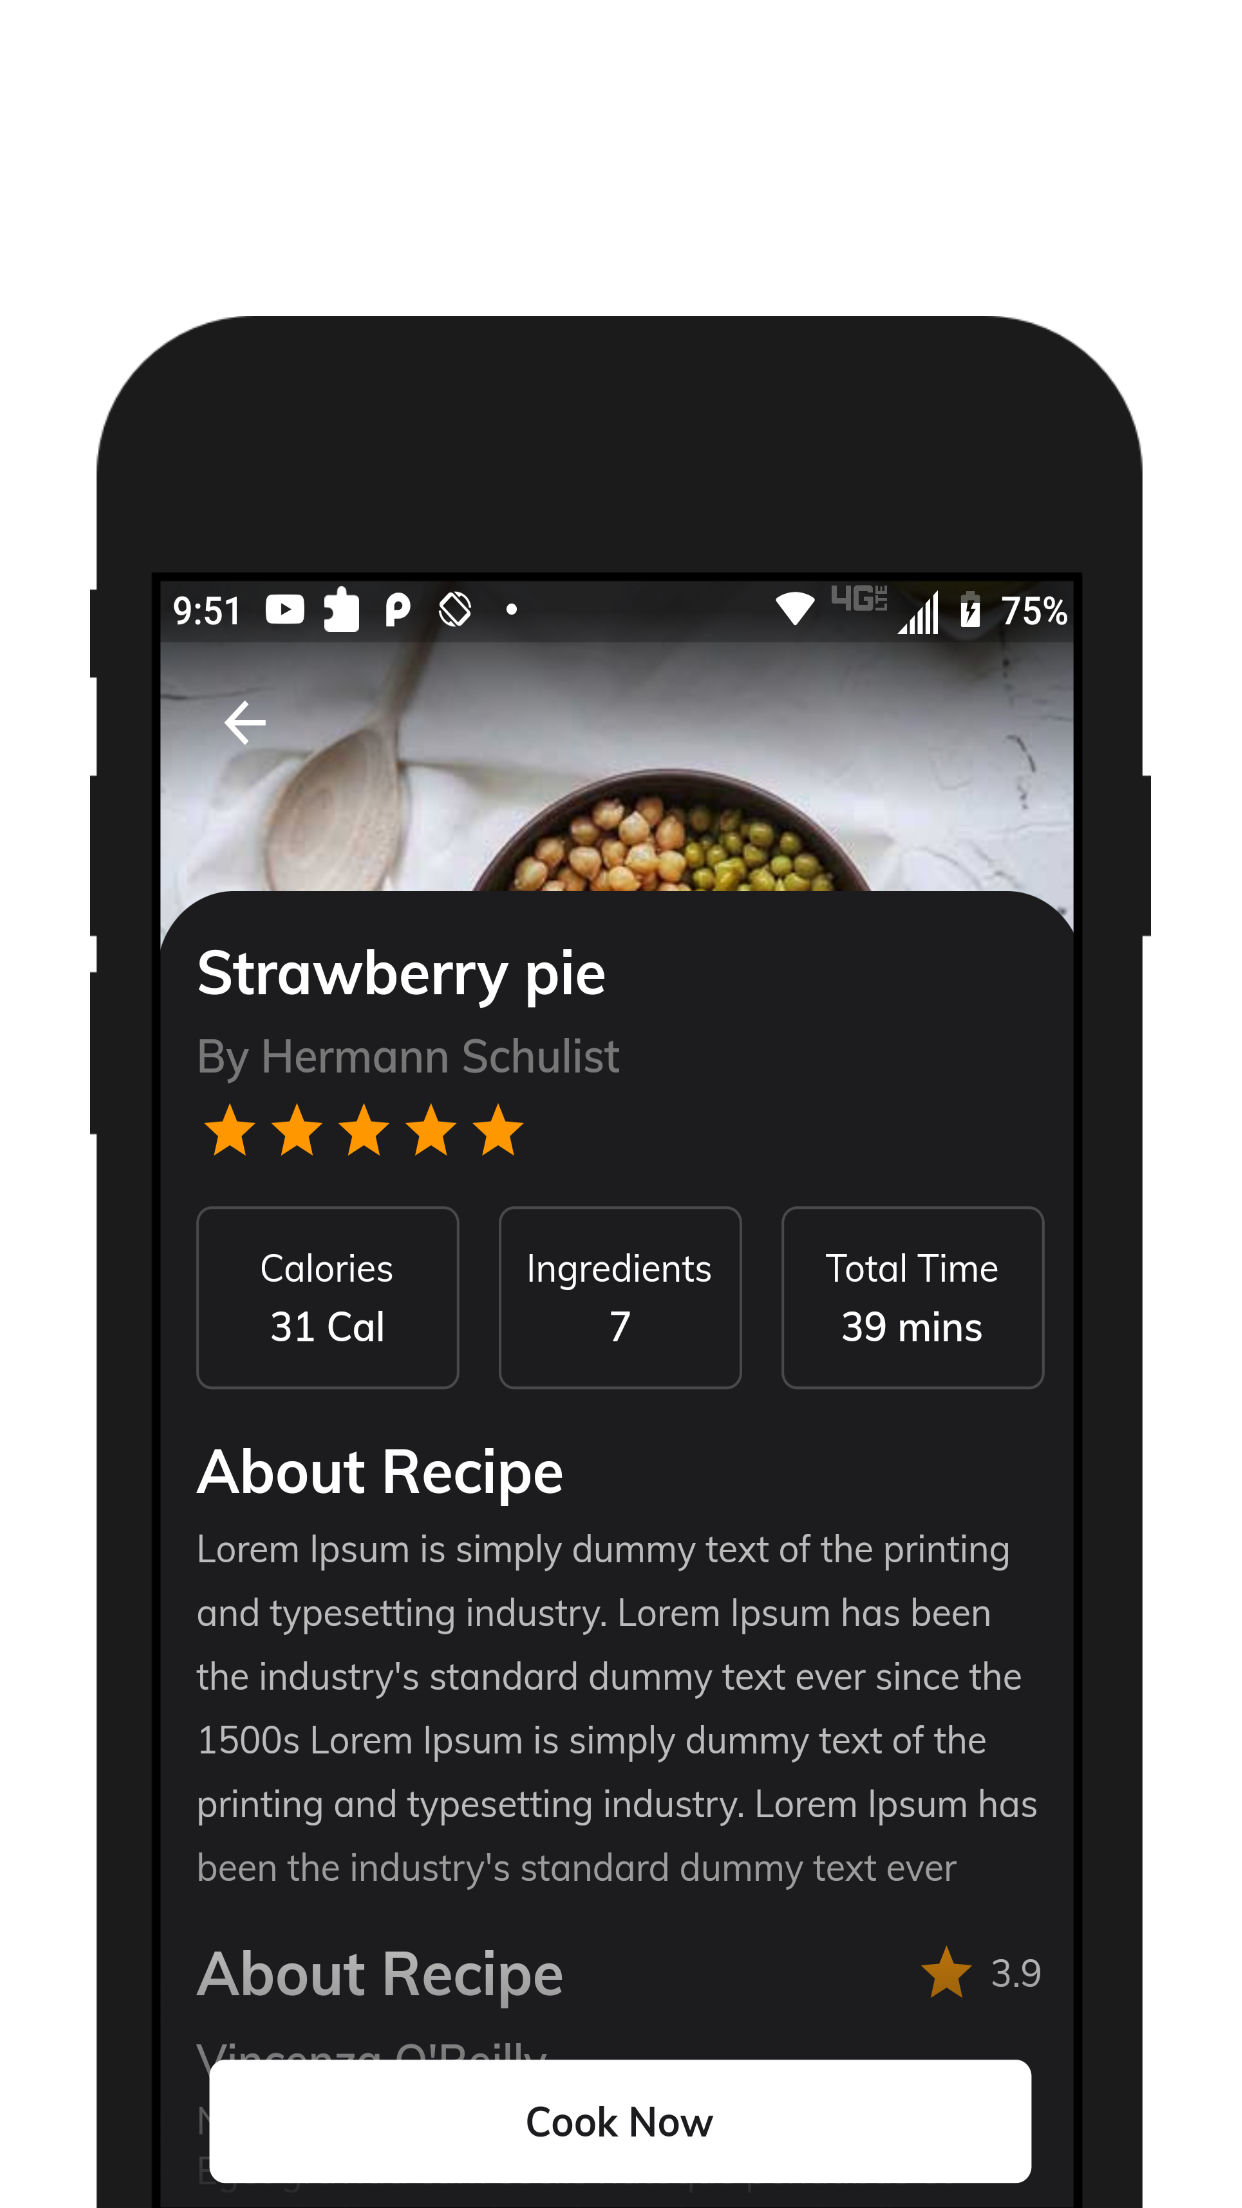 9:51
4G LTE
75%
Strawberry pie
By Hermann Schulist
Calories
31 Cal
Ingredients
7
Total Time
39 mins
About Recipe
Lorem Ipsum is simply dummy text of the printing
and typesetting industry. Lorem Ipsum has been
the industry's standard dummy text ever since the
1500s Lorem Ipsum is simply dummy text of the
printing and typesetting industry. Lorem Ipsum has
been the industry's standard dummy text ever
About Recipe
3.9
Vincenza O'Reilly
Cook Now